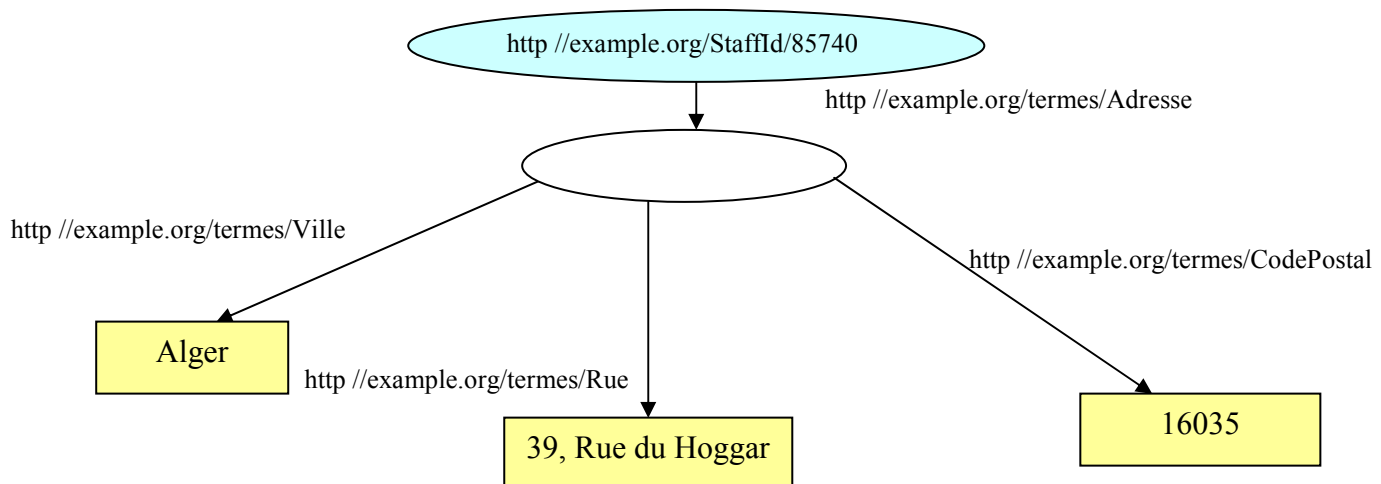 http //example.org/StaffId/85740
http //example.org/termes/Adresse
http //example.org/termes/Ville
http //example.org/termes/CodePostal
Alger
http //example.org/termes/Rue
39, Rue du Hoggar
16035